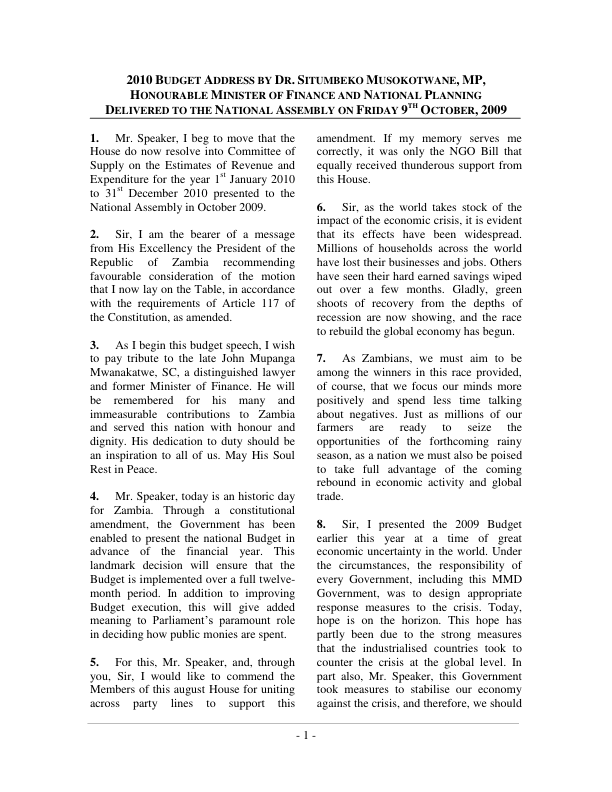 2010 BUDGET ADDRESS BY DR. SITUMBEKO MUSOKOTWANE, MP,
HONOURABLE MINISTER OF FINANCE AND NATIONAL PLANNING
DELIVERED TO THE NATIONAL ASSEMBLY ON FRIDAY 9TH OCTOBER, 2009
1. Mr. Speaker, I beg to move that the
House do now resolve into Committee of
Supply on the Estimates of Revenue and
Expenditure for the year 1st January 2010
to 31st December 2010 presented to the
National Assembly in October 2009.
2. Sir, I am the bearer of a message
from His Excellency the President of the
Republic of Zambia recommending
favourable consideration of the motion
that I now lay on the Table, in accordance
with the requirements of Article 117 of
the Constitution, as amended.
3. As I begin this budget speech, I wish
to pay tribute to the late John Mupanga
Mwanakatwe, SC, a distinguished lawyer
and former Minister of Finance. He will
be remembered for his many and
immeasurable contributions to Zambia
and served this nation with honour and
dignity. His dedication to duty should be
an inspiration to all of us. May His Soul
Rest in Peace.
4. Mr. Speaker, today is an historic day
for Zambia. Through a constitutional
amendment, the Government has been
enabled to present the national Budget in
advance of the financial year. This
landmark decision will ensure that the
Budget is implemented over a full twelve-
month period. In addition to improving
Budget execution, this will give added
meaning to Parliament's paramount role
in deciding how public monies are spent.
5. For this, Mr. Speaker, and, through
you, Sir, I would like to commend the
Members of this august House for uniting
across party lines to support this
amendment. If my memory serves me
correctly, it was only the NGO Bill that
equally received thunderous support from
this House.
6. Sir, as the world takes stock of the
impact of the economic crisis, it is evident
that its effects have been widespread.
Millions of households across the world
have lost their businesses and jobs. Others
have seen their hard earned savings wiped
out over a few months. Gladly, green
shoots of recovery from the depths of
recession are now showing, and the race
to rebuild the global economy has begun.
7. As Zambians, we must aim to be
among the winners in this race provided,
of course, that we focus our minds more
positively and spend less time talking
about negatives. Just as millions of our
farmers are ready to seize the
opportunities of the forthcoming rainy
season, as a nation we must also be poised
to take full advantage of the coming
rebound in economic activity and global
trade.
8. Sir, I presented the 2009 Budget
earlier this year at a time of great
economic uncertainty in the world. Under
the circumstances, the responsibility of
every Government, including this MMD
Government, was to design appropriate
response measures to the crisis. Today,
hope is on the horizon. This hope has
partly been due to the strong measures
that the industrialised countries took to
counter the crisis at the global level. In
part also, Mr. Speaker, this Government
took measures to stabilise our economy
against the crisis, and therefore, we should
- 1 -